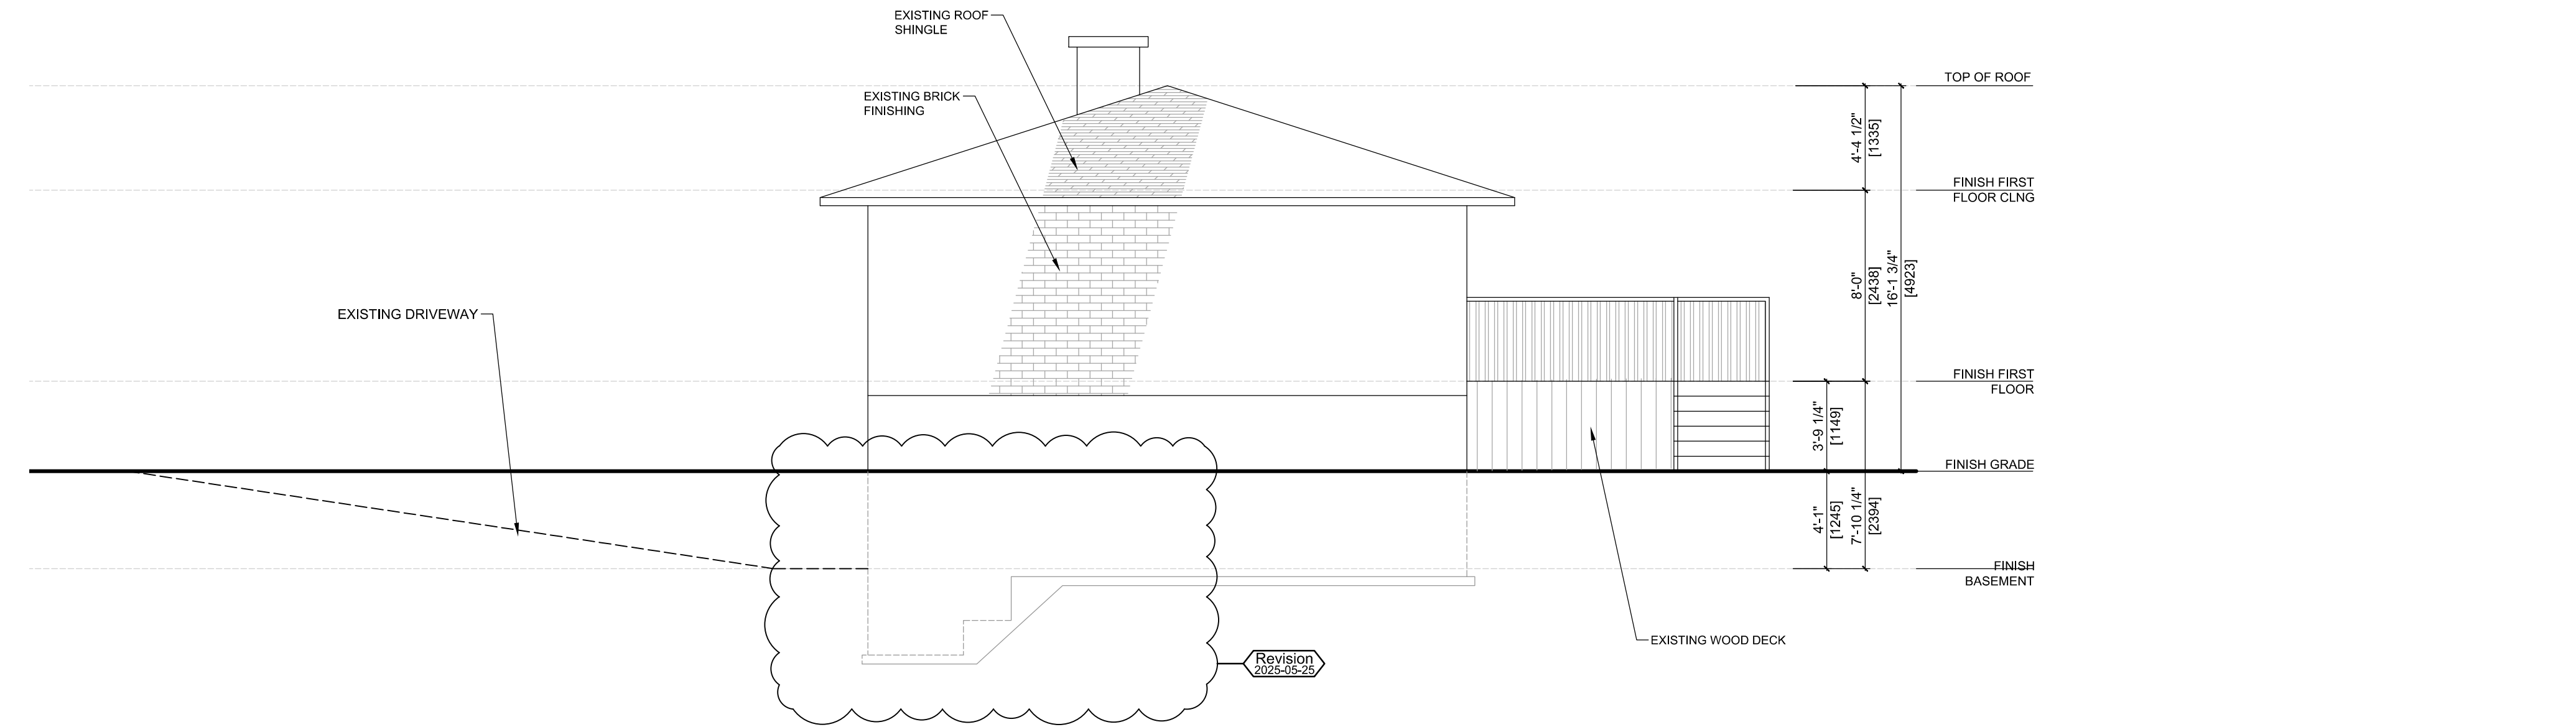 EXISTING ROOF
SHINGLE
EXISTING BRICK
FINISHING
EXISTING DRIVEWAY
TOP OF ROOF
4'-4 1/2"
[1335]
FINISH FIRST
FLOOR CLNG
8'-0"
[2438]
16'-1 3/4"
[4923]
FINISH FIRST
FLOOR
3'-9 1/4"
[1149]
FINISH GRADE
4'-1"
[1245]
7'-10 1/4"
[2394]
FINISH
BASEMENT
EXISTING WOOD DECK
Revision
2025-05-25